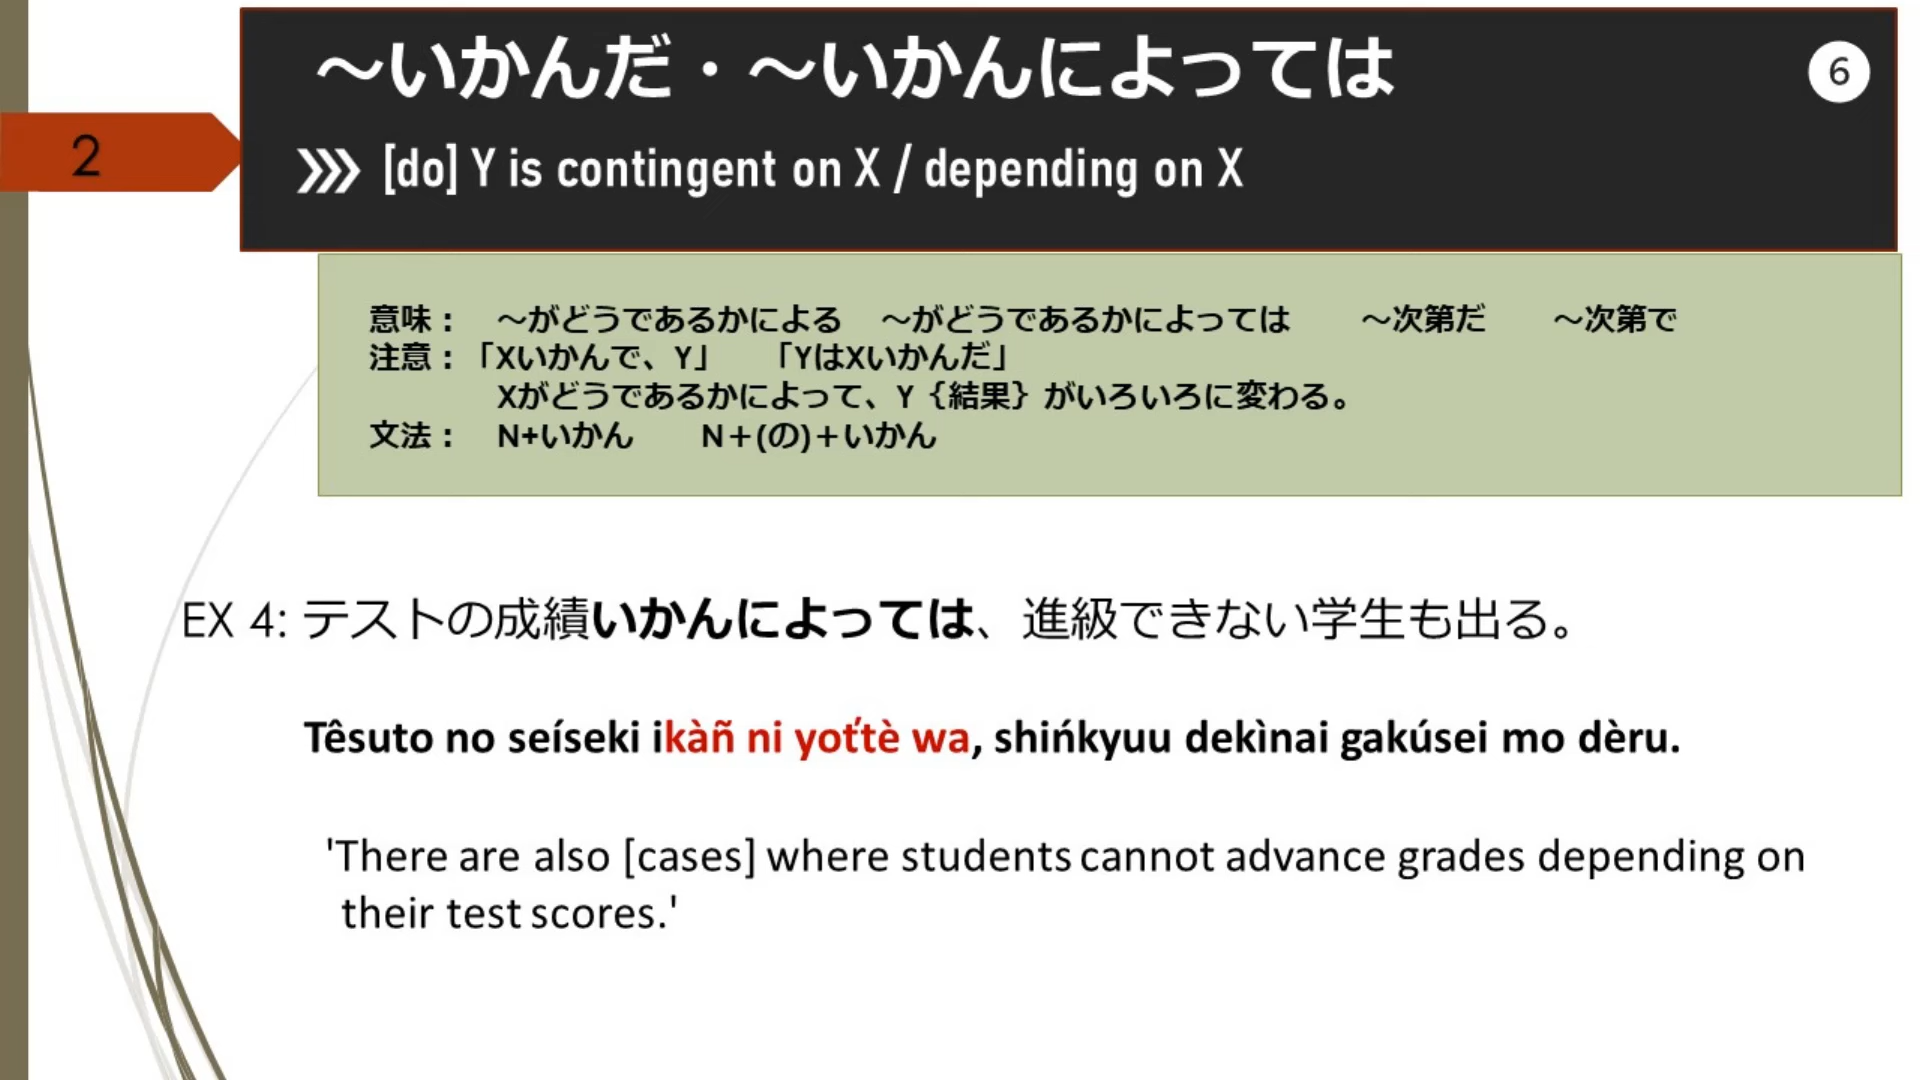 ～いかんだ・～いかんによっては
6
2
[do] Y is contingent on X / depending on X
意味： ～がどうであるかによる ～がどうであるかによっては ～次第だ ～次第で
注意：「Xいかんで、Y」 「YはXいかんだ」
Xがどうであるかによって、Y｛結果｝がいろいろに変わる。
文法： N+いかん N＋(の)＋いかん
EX 4: テストの成績いかんによっては、進級できない学生も出る。
Têsuto no seíseki ikàñ ni yot́tè wa, shińkyuu dekìnai gakúsei mo dèru.
'There are also [cases] where students cannot advance grades depending on
their test scores.'